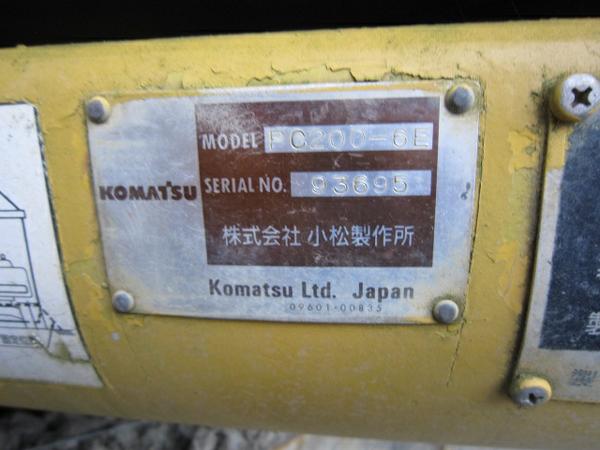 MODEL PC200-6E
KOMATSU
SERIAL NO. 93695
株式会社 小松製作所
Komatsu Ltd. Japan
09601-00835